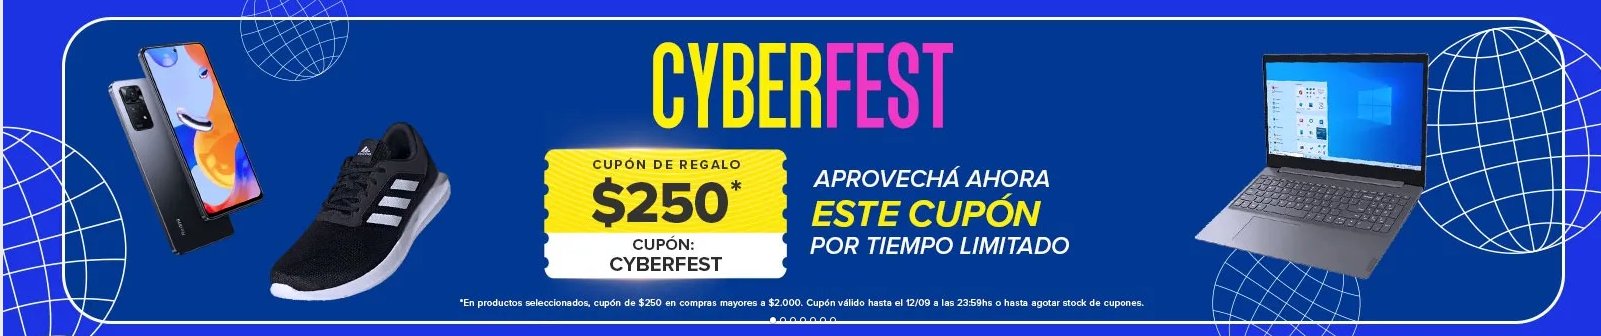 CYBERFEST
CUPÓN DE REGALO
$250*
CUPÓN:
CYBERFEST
APROVECHÁ AHORA
ESTE CUPÓN
POR TIEMPO LIMITADO
*En productos seleccionados, cupón de $250 en compras mayores a $2.000. Cupón válido hasta el 12/09 a las 23:59hs o hasta agotar stock de cupones.